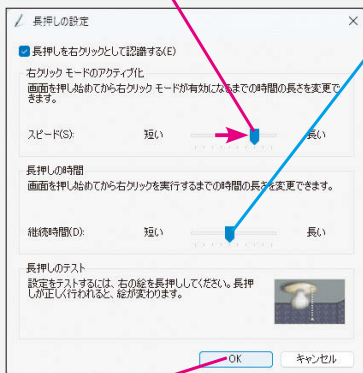 長押しの設定
長押しを右クリックとして認識する(E)
右クリック モードのアクティブ化
画面を押し始めてから右クリック モードが有効になるまでの時間の長さを変更で
きます。
スピード(S):
短い
長い
長押しの時間
画面を押し始めてから右クリックを実行するまでの時間の長さを変更できます。
継続時間(D):
短い
長い
長押しのテスト
設定をテストするには、右の絵を長押ししてください。長押
しが正しく行われると、絵が変わります。
OK
キャンセル